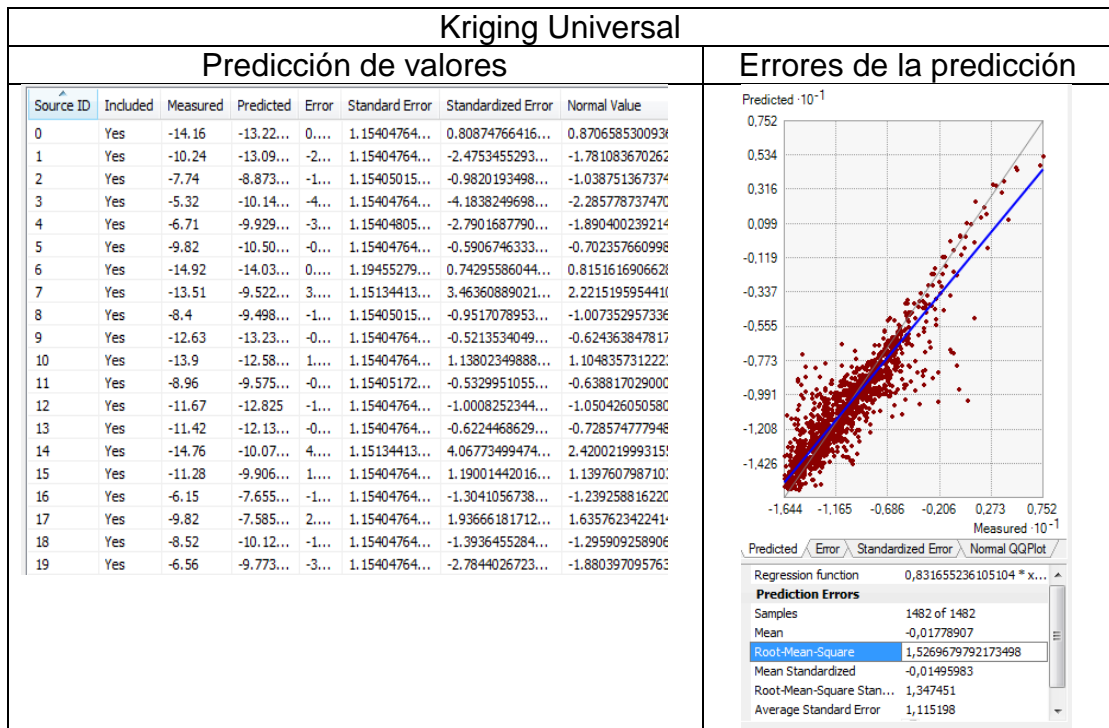 Kriging Universal
Predicción de valores
Errores de la predicción
Source ID Included Measured Predicted Error Standard Error Standardized Error Normal Value
0 Yes -14.16 -13.22... 0.... 1.15404764... 0.80874766416... 0.8706585300936
1 Yes -10.24 -13.09... -2... 1.15404764... -2.4753455293... -1.781083670262
2 Yes -7.74 -8.873... -1... 1.15405015... -0.9820193498... -1.038751367374
3 Yes -5.32 -10.14... -4... 1.15404764... -4.1838249698... -2.285778737470
4 Yes -6.71 -9.929... -3... 1.15404805... -2.7901687790... -1.890400239214
5 Yes -9.82 -10.50... -0... 1.15404764... -0.5906746333... -0.702357660998
6 Yes -14.92 -14.03... 0.... 1.19455279... 0.74295586044... 0.8151616906628
7 Yes -13.51 -9.522... 3.... 1.15134413... 3.46360889021... 2.2215195954410
8 Yes -8.4 -9.498... -1... 1.15405015... -0.9517078953... -1.007352957336
9 Yes -12.63 -13.23... -0... 1.15404764... -0.5213534049... -0.624363847817
10 Yes -13.9 -12.58... 1.... 1.15404764... 1.13802349888... 1.1048357312223
11 Yes -8.96 -9.575... -0... 1.15405172... -0.5329951055... -0.638817029000
12 Yes -11.67 -12.825 -1... 1.15404764... -1.0008252344... -1.050426050580
13 Yes -11.42 -12.13... -0... 1.15404764... -0.6224468629... -0.728574777948
14 Yes -14.76 -10.07... 4.... 1.15134413... 4.06773499474... 2.4200219993155
15 Yes -11.28 -9.906... 1.... 1.15404764... 1.19001442016... 1.139760798710
16 Yes -6.15 -7.655... -1... 1.15404764... -1.3041056738... -1.239258816220
17 Yes -9.82 -7.585... 2.... 1.15404764... 1.93666181712... 1.6357623422414
18 Yes -8.52 -10.12... -1... 1.15404764... -1.3936455284... -1.295909258906
19 Yes -6.56 -9.773... -3... 1.15404764... -2.7844026723... -1.880397095763
Predicted ·10⁻¹
0,752
0,534
0,316
0,099
-0,119
-0,337
-0,555
-0,773
-0,991
-1,208
-1,426
-1,644 -1,165 -0,686 -0,206 0,273 0,752
Measured ·10⁻¹
Predicted Error Standardized Error Normal QQPlot
Regression function 0,831655236105104 * x...
Prediction Errors
Samples 1482 of 1482
Mean -0,01778907
Root-Mean-Square 1,5269679792173498
Mean Standardized -0,01495983
Root-Mean-Square Stan... 1,347451
Average Standard Error 1,115198